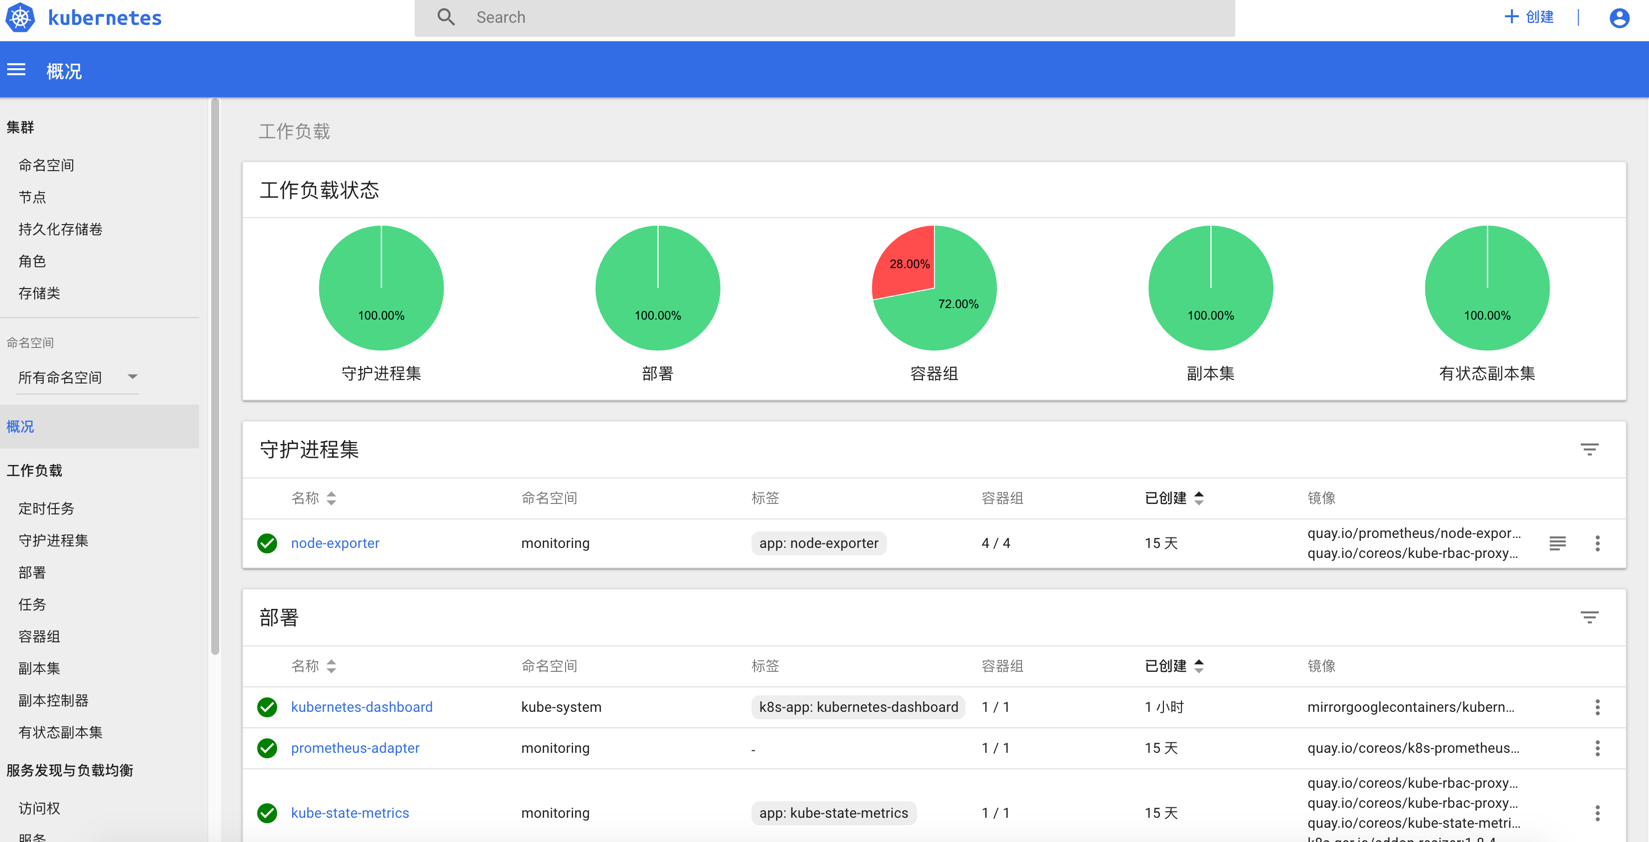 kubernetes
Search
创建
概况
集群
命名空间
节点
持久化存储卷
角色
存储类
命名空间
所有命名空间
概况
工作负载
定时任务
守护进程集
部署
任务
容器组
副本集
副本控制器
有状态副本集
服务发现与负载均衡
访问权
服务
工作负载
工作负载状态
100.00%
100.00%
28.00%
72.00%
100.00%
100.00%
守护进程集
部署
容器组
副本集
有状态副本集
守护进程集
名称 命名空间 标签 容器组 已创建 镜像
node-exporter monitoring app: node-exporter 4 / 4 15 天 quay.io/prometheus/node-expor...
quay.io/coreos/kube-rbac-proxy...
部署
名称 命名空间 标签 容器组 已创建 镜像
kubernetes-dashboard kube-system k8s-app: kubernetes-dashboard 1 / 1 1 小时 mirrorgooglecontainers/kubern...
prometheus-adapter monitoring - 1 / 1 15 天 quay.io/coreos/k8s-prometheus...
quay.io/coreos/kube-rbac-proxy...
quay.io/coreos/kube-rbac-proxy...
kube-state-metrics monitoring app: kube-state-metrics 1 / 1 15 天
quay.io/coreos/kube-state-metri...
k8s.gcr.io/addon-resizer:1.8.4